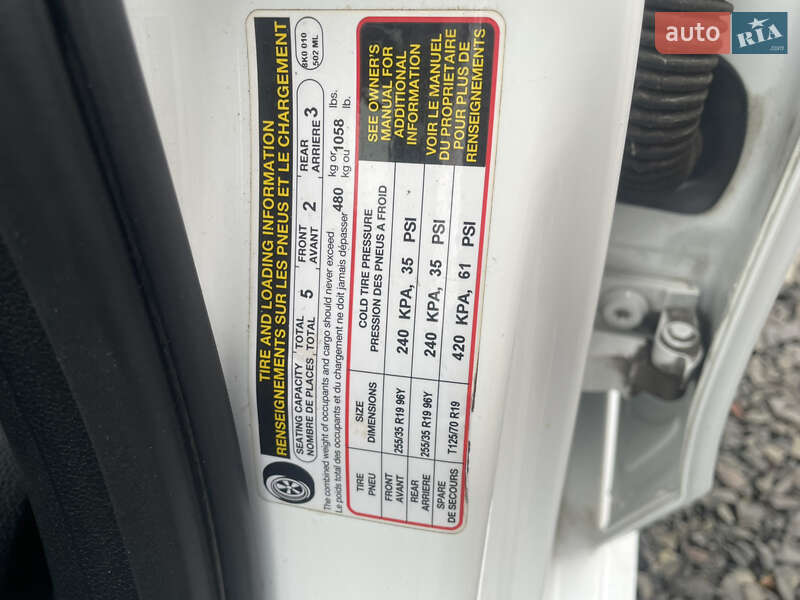 TIRE AND LOADING INFORMATION
RENSEIGNEMENTS SUR LES PNEUS ET LE CHARGEMENT
8K0 010
502 ML
SEATING CAPACITY TOTAL 5 FRONT 2 REAR 3
NOMBRE DE PLACES TOTAL AVANT ARRIERE
The combined weight of occupants and cargo should never exceed 480 kg or 1058 lbs.
Le poids total des occupants et du chargement ne doit jamais dépasser kg ou lb.
TIRE SIZE COLD TIRE PRESSURE
PNEU DIMENSIONS PRESSION DES PNEUS A FROID
FRONT
AVANT 255/35 R19 96Y 240 KPA, 35 PSI
REAR
ARRIERE 255/35 R19 96Y 240 KPA, 35 PSI
SPARE
DE SECOURS T125/70 R19 420 KPA, 61 PSI
SEE OWNER'S
MANUAL FOR
ADDITIONAL
INFORMATION
VOIR LE MANUEL
DU PROPRIETAIRE
POUR PLUS DE
RENSEIGNEMENTS
auto RIA
.com